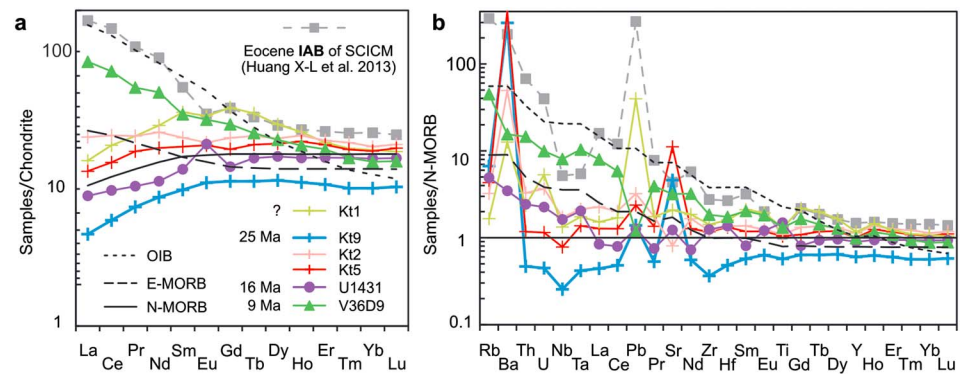 a
Samples/Chondrite
100
10
1
Eocene IAB of SCICM
(Huang X-L et al. 2013)
? Kt1
25 Ma Kt9
Kt2
Kt5
16 Ma U1431
9 Ma V36D9
OIB
E-MORB
N-MORB
La Ce Pr Nd Sm Eu Gd Tb Dy Ho Er Tm Yb Lu
b
Samples/N-MORB
100
10
1
0.1
Rb Ba Th U Nb Ta La Ce Pb Pr Sr Nd Zr Hf Sm Eu Ti Gd Tb Dy Y Ho Er Tm Yb Lu